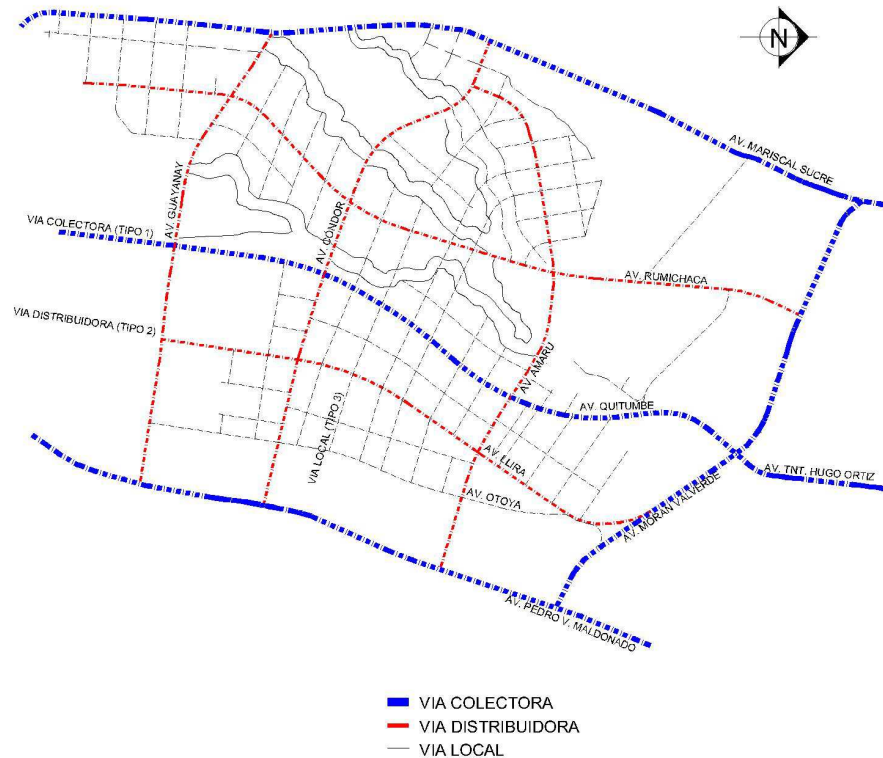 N
AV. MARISCAL SUCRE
AV. GUAYANAY
VIA COLECTORA (TIPO 1)
AV. CÓNDOR
AV. RUMICHACA
VIA DISTRIBUIDORA (TIPO 2)
AV. AMARU
AV. QUITUMBE
VIA LOCAL (TIPO 3)
AV. LLIRA
AV. TNT. HUGO ORTIZ
AV. OTOYA
AV. MORAN VALVERDE
AV. PEDRO V. MALDONADO
VIA COLECTORA
VIA DISTRIBUIDORA
VIA LOCAL